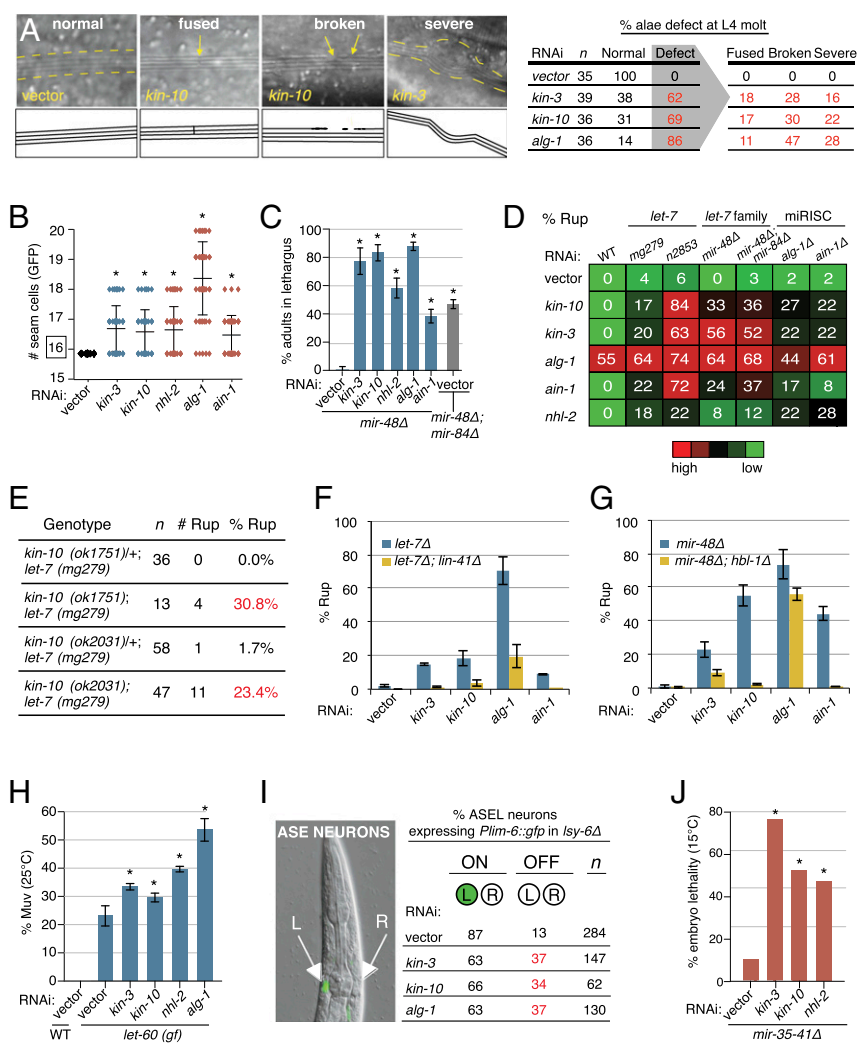 A
normal
fused
broken
severe
vector
kin-10
kin-10
kin-3
% alae defect at L4 molt
RNAi n Normal Defect Fused Broken Severe
vector 35 100 0 0 0 0
kin-3 39 38 62 18 28 16
kin-10 36 31 69 17 30 22
alg-1 36 14 86 11 47 28
B
# seam cells (GFP)
20
19
18
17
16
15
RNAi:
vector
kin-3
kin-10
nhl-2
alg-1
ain-1
* * * * *
C
% adults in lethargus
100
80
60
40
20
0
RNAi:
vector
kin-3
kin-10
nhl-2
alg-1
ain-1
vector
* * * * * *
mir-48Δ
mir-48Δ;
mir-84Δ
D
% Rup
let-7
let-7 family
miRISC
RNAi:
WT
mg279
n2853
mir-48Δ
mir-48Δ;
mir-84Δ
alg-1Δ
ain-1Δ
vector 0 4 6 0 3 2 2
kin-10 0 17 84 33 36 27 22
kin-3 0 20 63 56 52 22 22
alg-1 55 64 74 64 68 44 61
ain-1 0 22 72 24 37 17 8
nhl-2 0 18 22 8 12 22 28
high low
E
Genotype n # Rup % Rup
kin-10 (ok1751)/+;
let-7 (mg279) 36 0 0.0%
kin-10 (ok1751);
let-7 (mg279) 13 4 30.8%
kin-10 (ok2031)/+;
let-7 (mg279) 58 1 1.7%
kin-10 (ok2031);
let-7 (mg279) 47 11 23.4%
F
% Rup
100
80
60
40
20
0
let-7Δ
let-7Δ; lin-41Δ
RNAi:
vector
kin-3
kin-10
alg-1
ain-1
G
% Rup
100
80
60
40
20
0
mir-48Δ
mir-48Δ; hbl-1Δ
RNAi:
vector
kin-3
kin-10
alg-1
ain-1
H
% Muv (25°C)
60
50
40
30
20
10
0
* * * *
RNAi:
vector
vector
kin-3
kin-10
nhl-2
alg-1
WT
let-60 (gf)
I
ASE NEURONS
L
R
% ASEL neurons
expressing Plim-6::gfp in lsy-6Δ
ON OFF n
L R L R
RNAi:
vector 87 13 284
kin-3 63 37 147
kin-10 66 34 62
alg-1 63 37 130
J
% embryo lethality (15°C)
80
60
40
20
0
* * *
RNAi:
vector
kin-3
kin-10
nhl-2
mir-35-41Δ